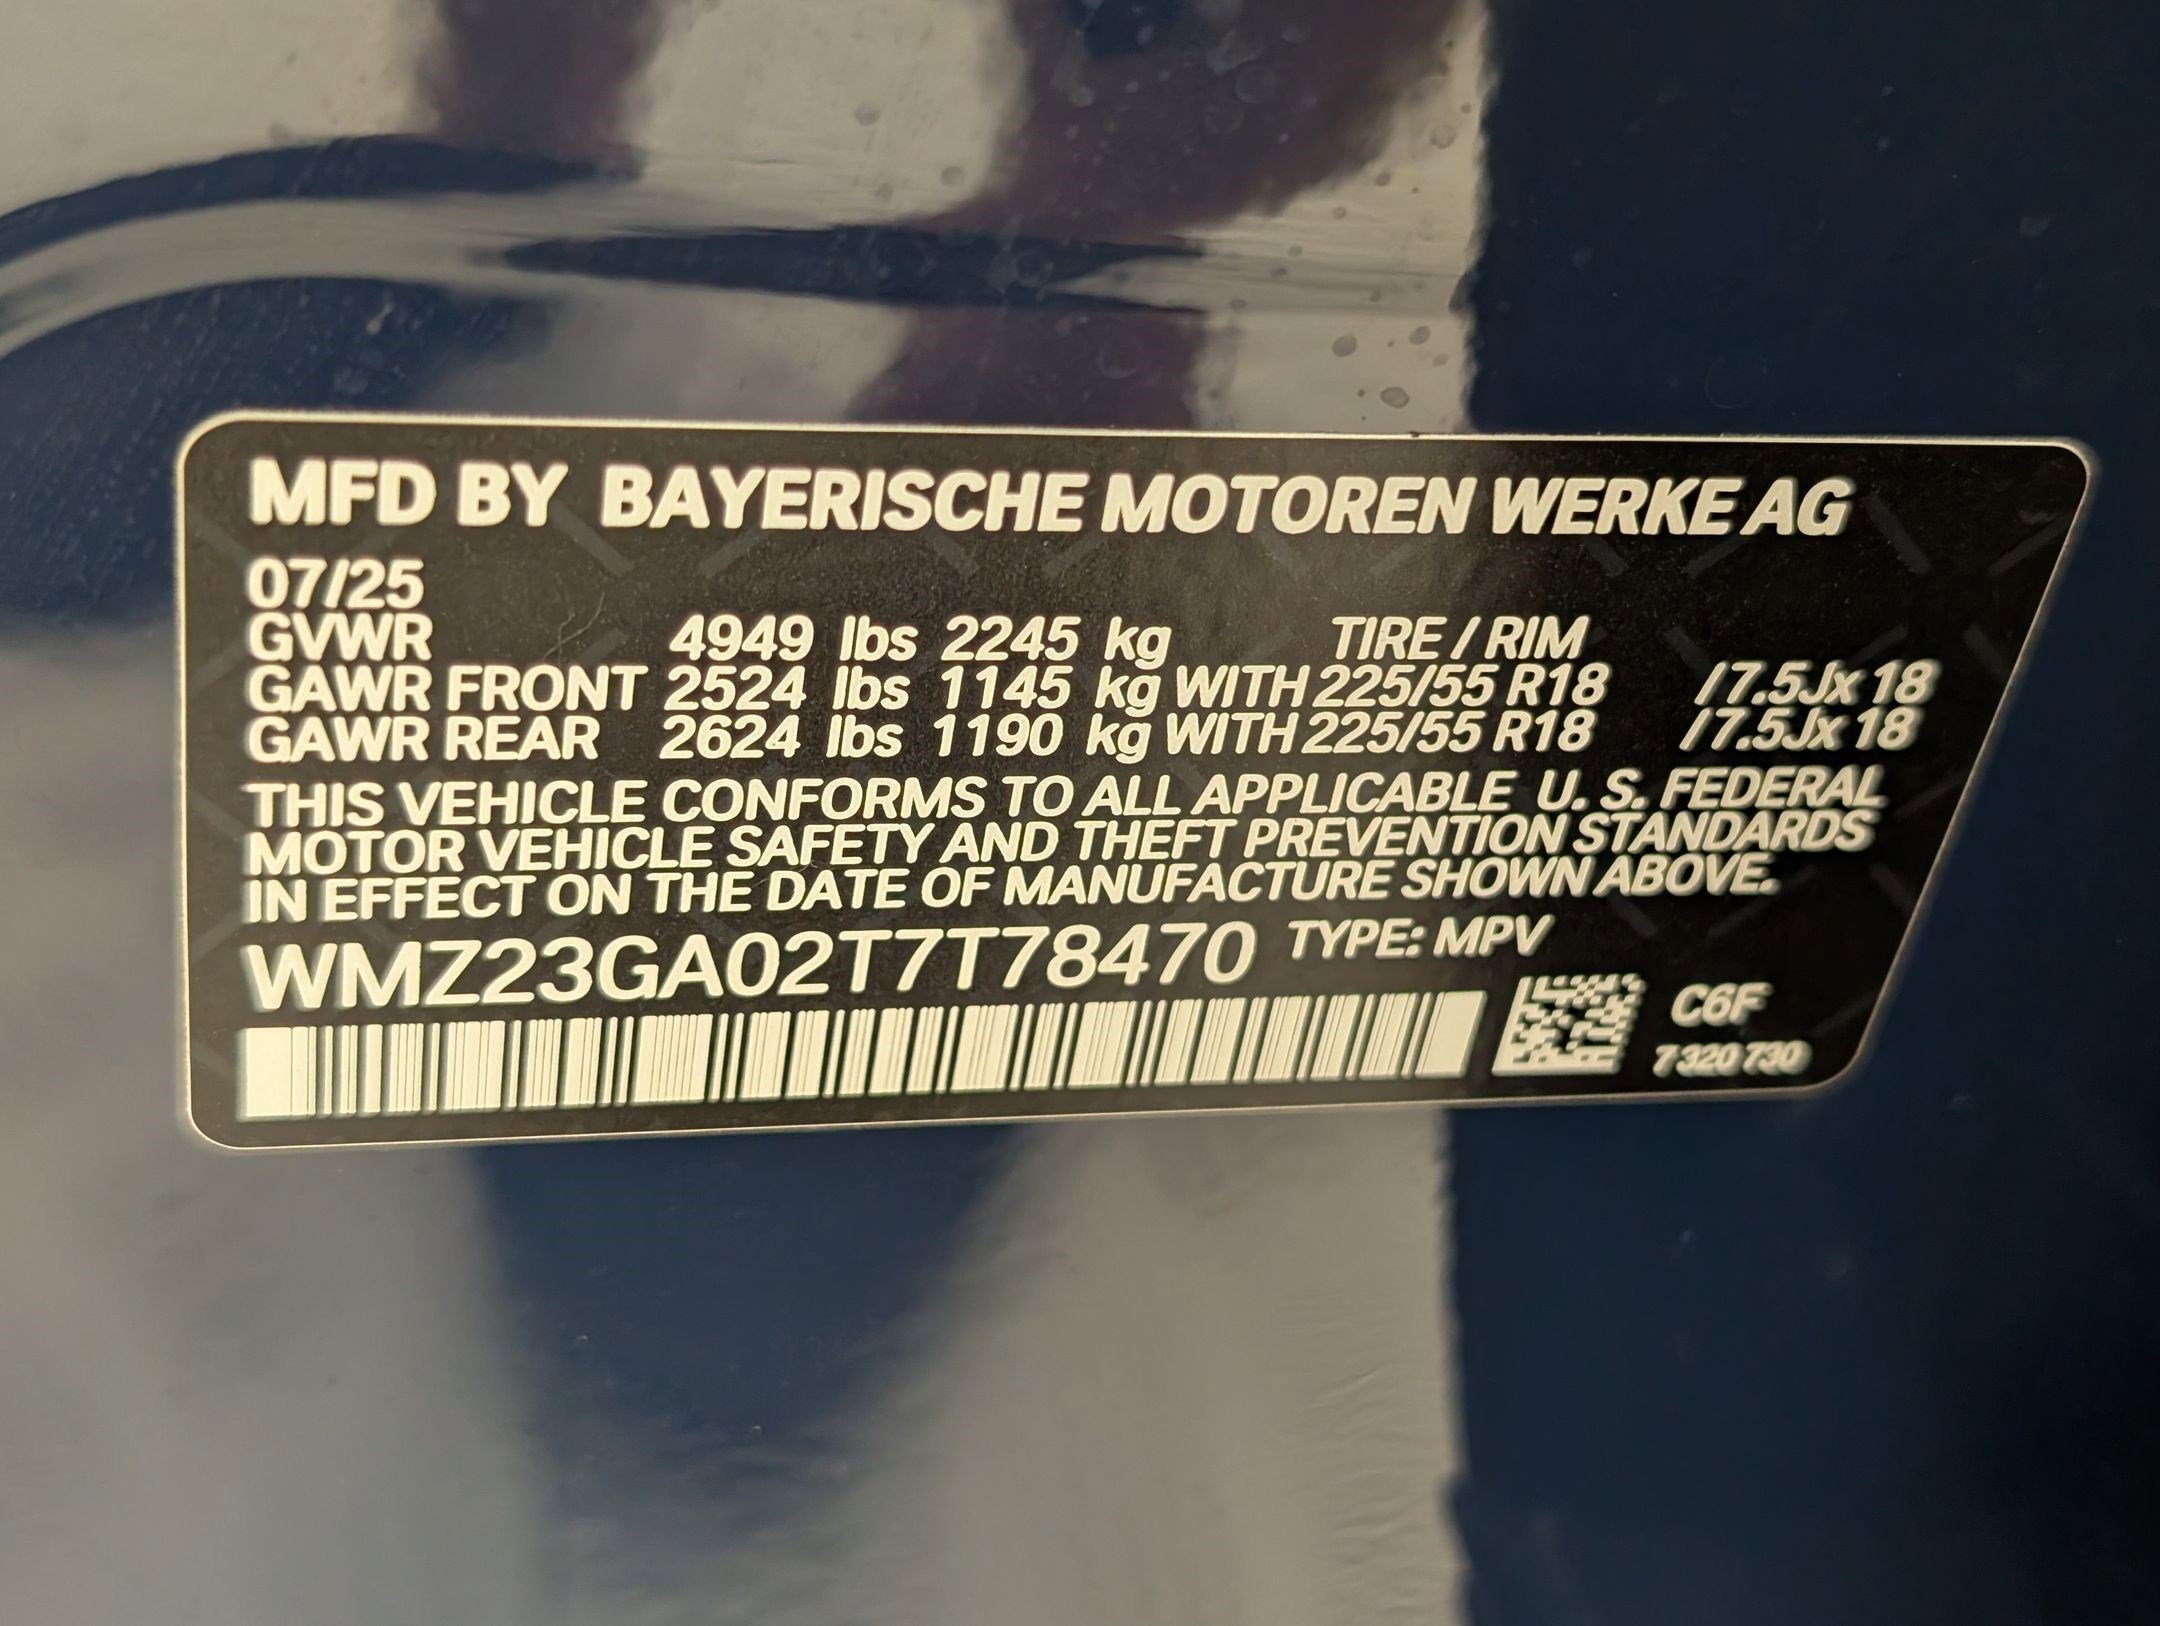 MFD BY BAYERISCHE MOTOREN WERKE AG
07/25
GVWR 4949 lbs 2245 kg TIRE / RIM
GAWR FRONT 2524 lbs 1145 kg WITH 225/55 R18 / 7.5Jx 18
GAWR REAR 2624 lbs 1190 kg WITH 225/55 R18 / 7.5Jx 18
THIS VEHICLE CONFORMS TO ALL APPLICABLE U. S. FEDERAL
MOTOR VEHICLE SAFETY AND THEFT PREVENTION STANDARDS
IN EFFECT ON THE DATE OF MANUFACTURE SHOWN ABOVE.
WMZ23GA02T7T78470 TYPE: MPV
C6F
7 320 730